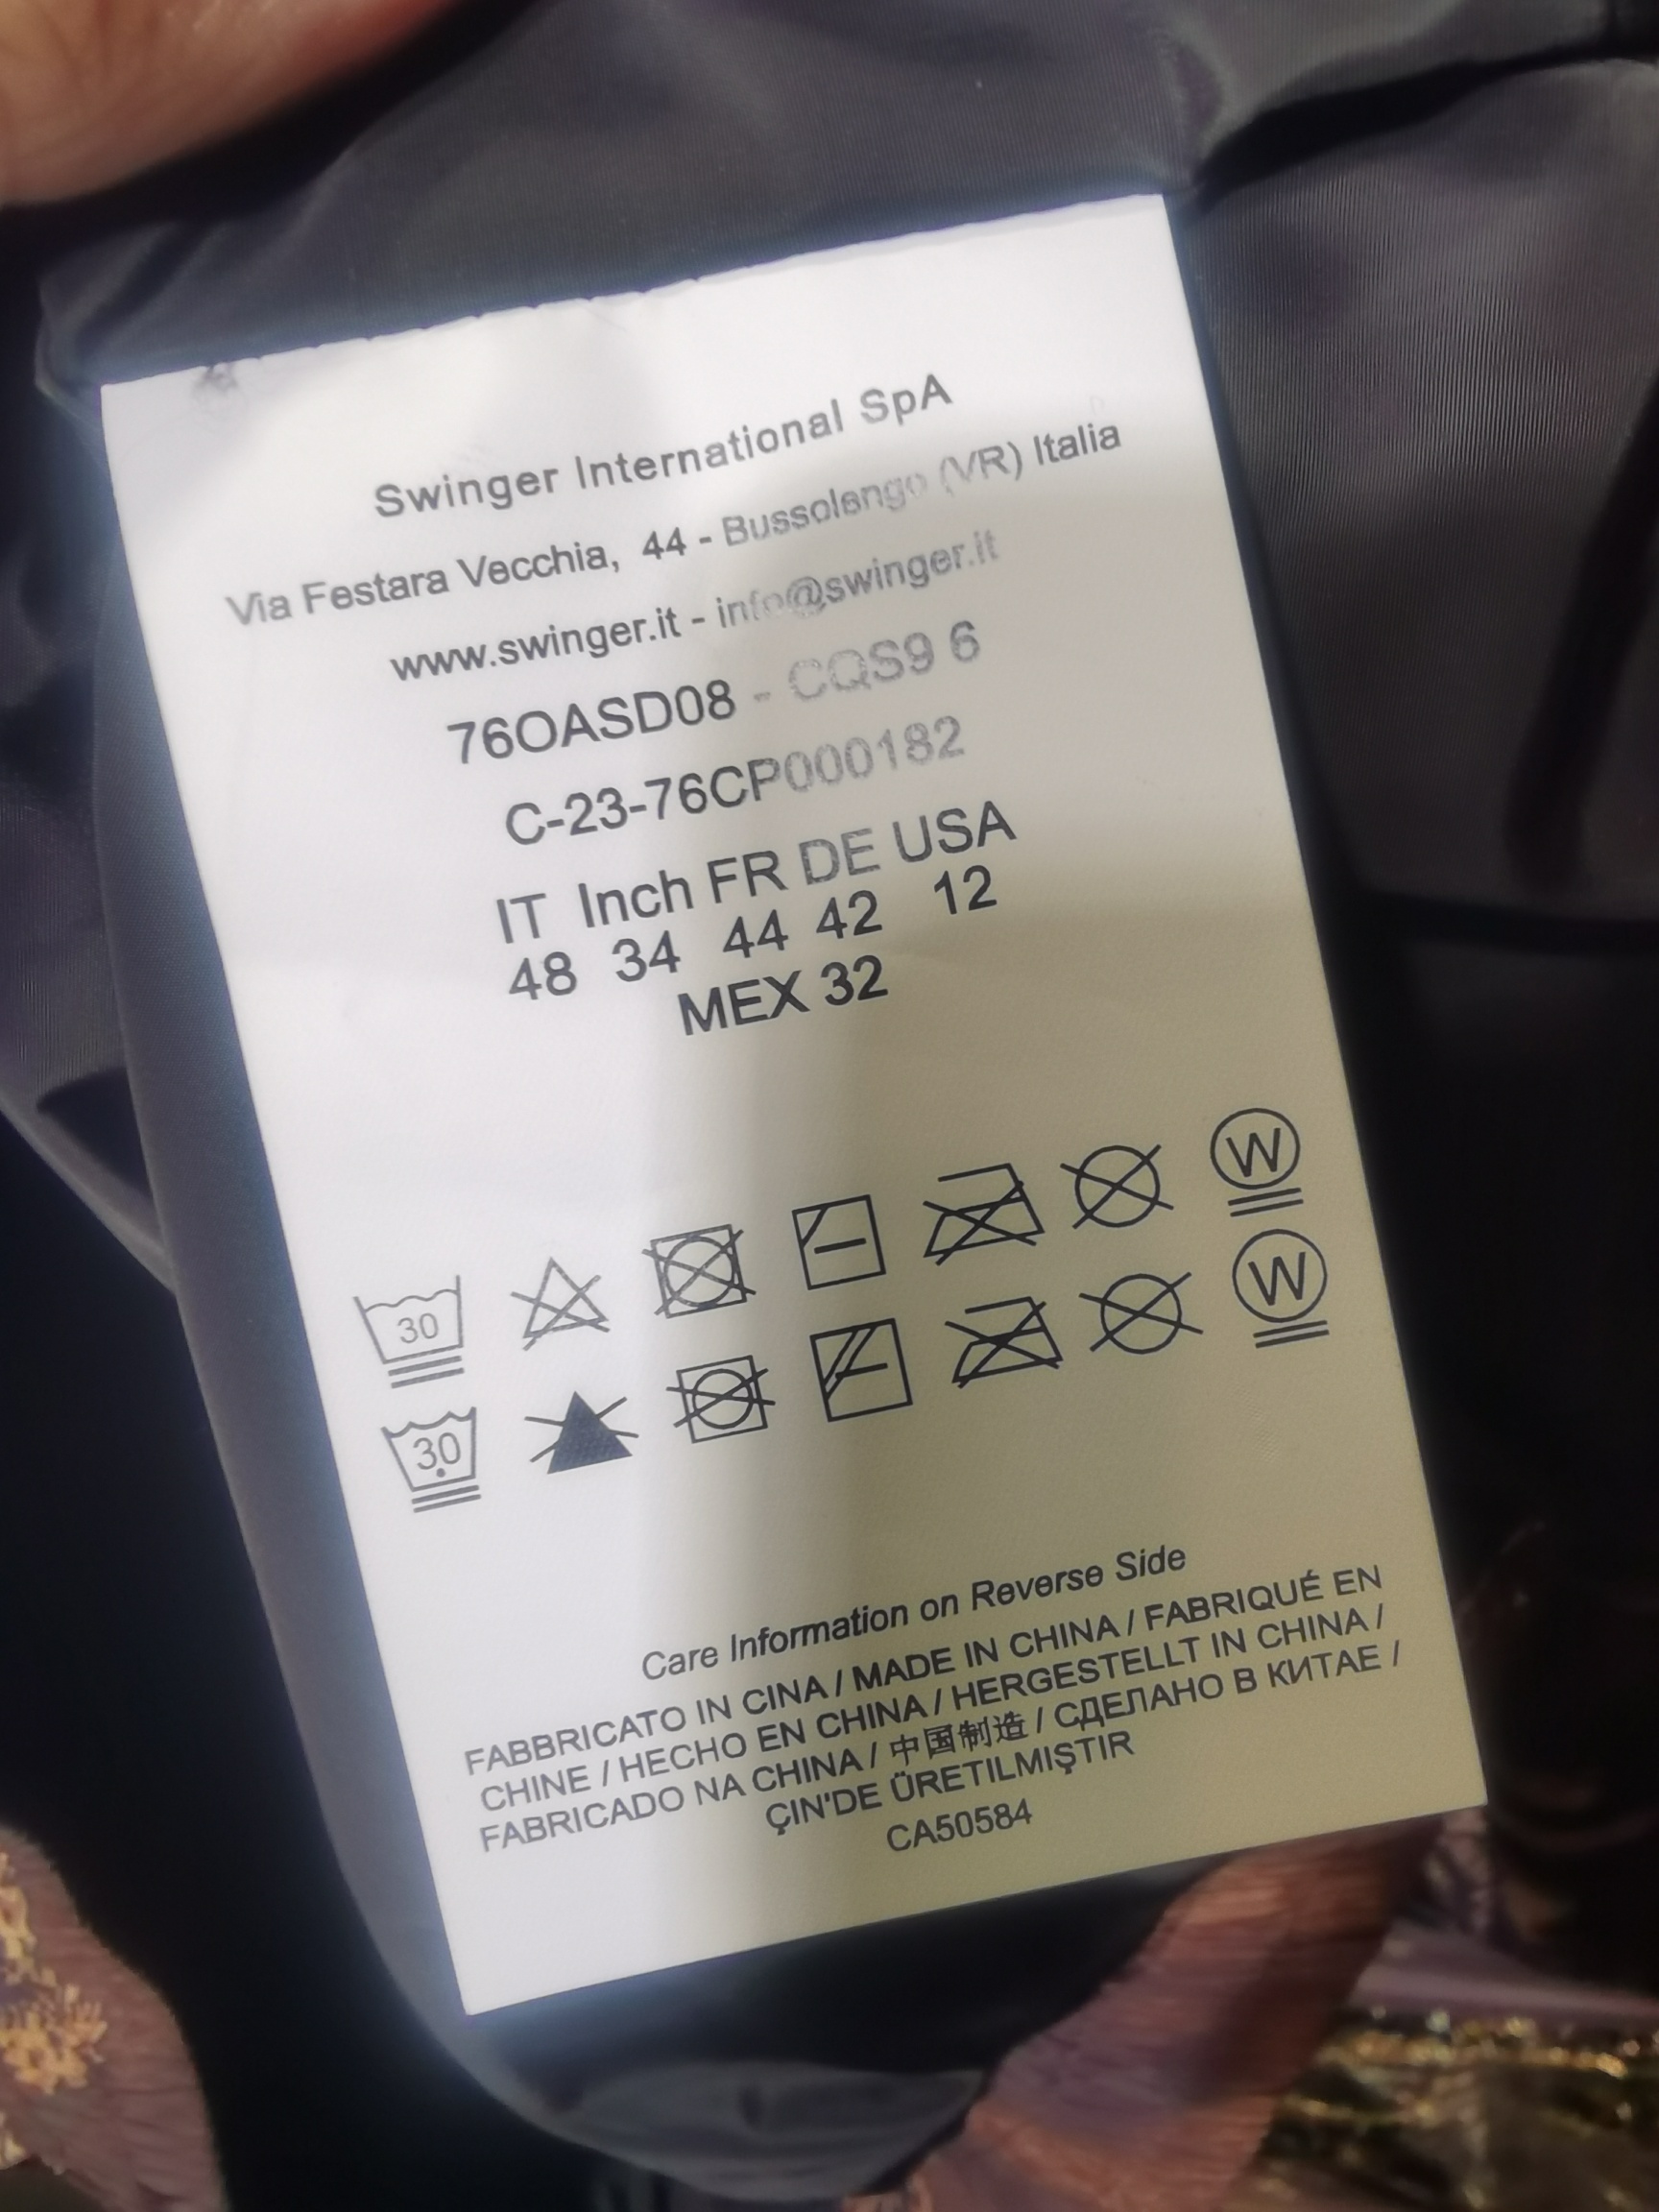 Swinger International SpA
Via Festara Vecchia, 44 - Bussolengo (VR) Italia
www.swinger.it - info@swinger.it
76OASD08 - CQS9 6
C-23-76CP000182
IT Inch FR DE USA
48 34 44 42 12
MEX 32
30 W
30 W
Care Information on Reverse Side
FABBRICATO IN CINA / MADE IN CHINA / FABRIQUÉ EN
CHINE / HECHO EN CHINA / HERGESTELLT IN CHINA /
FABRICADO NA CHINA / 中国制造 / СДЕЛАНО В КИТАЕ /
ÇIN'DE ÜRETILMIŞTIR
CA50584